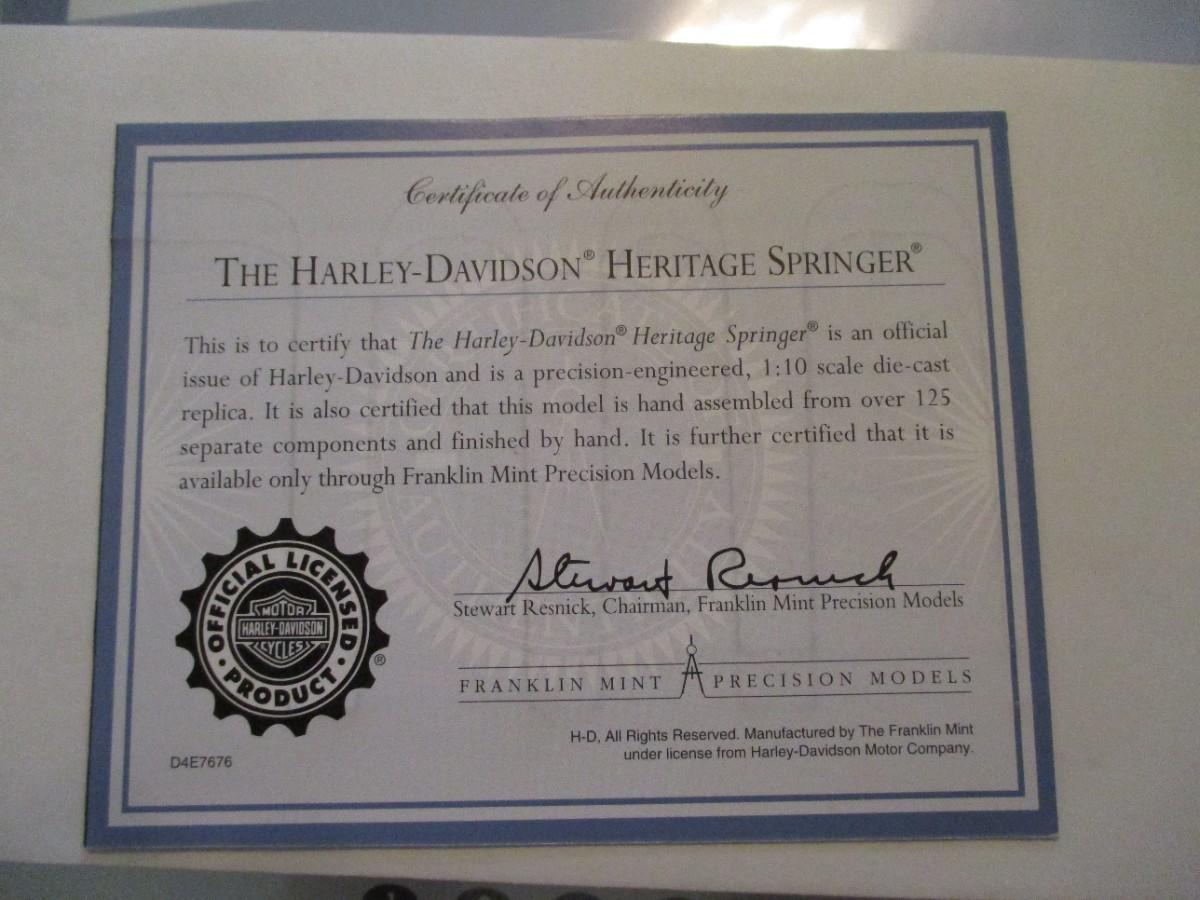 Certificate of Authenticity
THE HARLEY-DAVIDSON® HERITAGE SPRINGER®
This is to certify that The Harley-Davidson® Heritage Springer® is an official
issue of Harley-Davidson and is a precision-engineered, 1:10 scale die-cast
replica. It is also certified that this model is hand assembled from over 125
separate components and finished by hand. It is further certified that it is
available only through Franklin Mint Precision Models.
OFFICIAL LICENSED
MOTOR
HARLEY-DAVIDSON
CYCLES
· PRODUCT ·
®
Stewart Resnick
Stewart Resnick, Chairman, Franklin Mint Precision Models
FRANKLIN MINT PRECISION MODELS
H-D, All Rights Reserved. Manufactured by The Franklin Mint
under license from Harley-Davidson Motor Company.
D4E7676